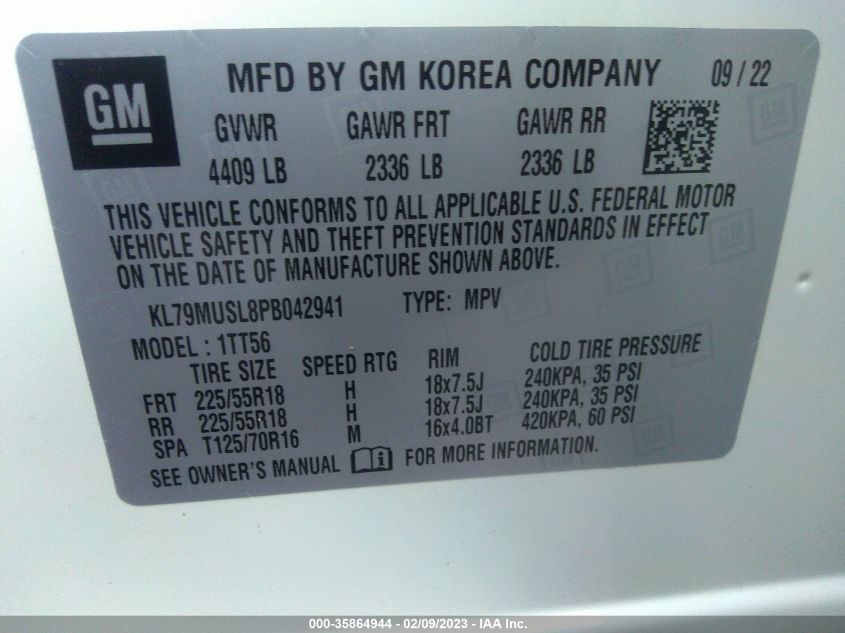 GM
MFD BY GM KOREA COMPANY 09 / 22
GVWR GAWR FRT GAWR RR
4409 LB 2336 LB 2336 LB
THIS VEHICLE CONFORMS TO ALL APPLICABLE U.S. FEDERAL MOTOR
VEHICLE SAFETY AND THEFT PREVENTION STANDARDS IN EFFECT
ON THE DATE OF MANUFACTURE SHOWN ABOVE.
KL79MUSL8PB042941 TYPE: MPV
MODEL : 1TT56
TIRE SIZE SPEED RTG RIM COLD TIRE PRESSURE
FRT 225/55R18 H 18x7.5J 240KPA, 35 PSI
RR 225/55R18 H 18x7.5J 240KPA, 35 PSI
SPA T125/70R16 M 16x4.0BT 420KPA, 60 PSI
SEE OWNER'S MANUAL i FOR MORE INFORMATION.
000-35864944 - 02/09/2023 - IAA Inc.